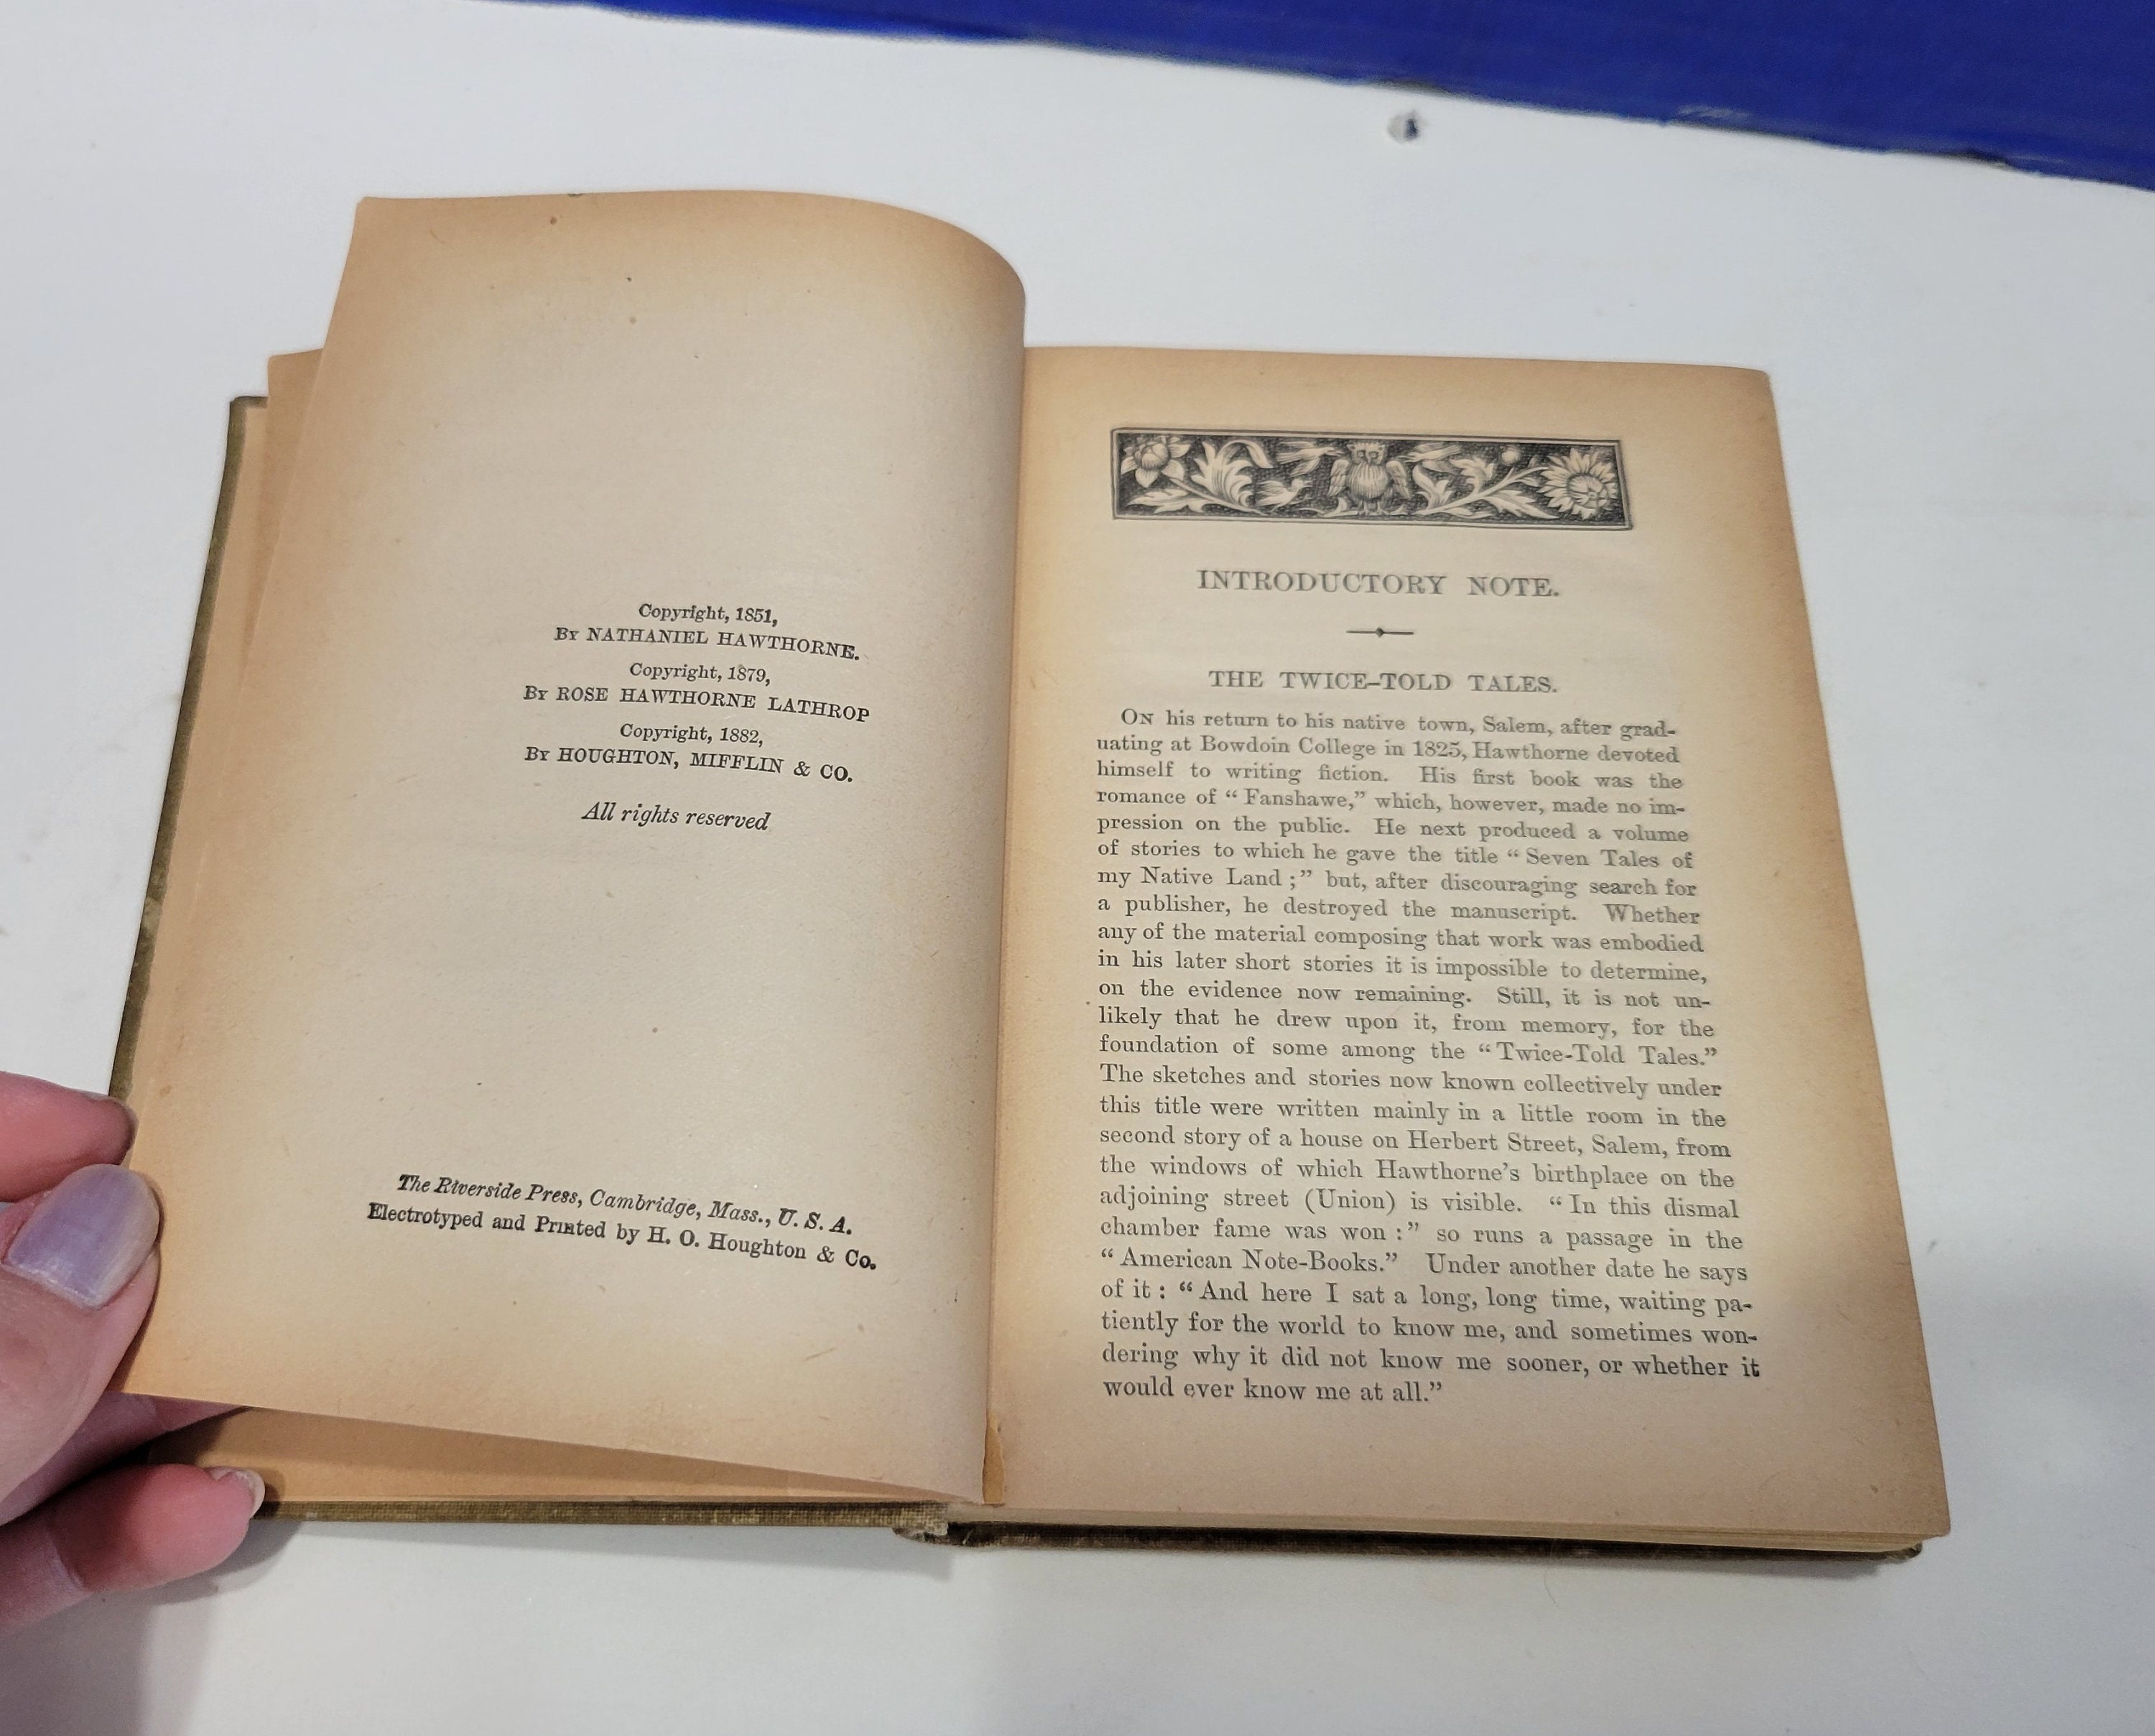 Copyright, 1851,
By NATHANIEL HAWTHORNE.
Copyright, 1879,
By ROSE HAWTHORNE LATHROP
Copyright, 1882,
By HOUGHTON, MIFFLIN & CO.
All rights reserved
The Riverside Press, Cambridge, Mass., U. S. A.
Electrotyped and Printed by H. O. Houghton & Co.
INTRODUCTORY NOTE.
THE TWICE-TOLD TALES.
On his return to his native town, Salem, after grad-
uating at Bowdoin College in 1825, Hawthorne devoted
himself to writing fiction. His first book was the
romance of “Fanshawe,” which, however, made no im-
pression on the public. He next produced a volume
of stories to which he gave the title “Seven Tales of
my Native Land;” but, after discouraging search for
a publisher, he destroyed the manuscript. Whether
any of the material composing that work was embodied
in his later short stories it is impossible to determine,
on the evidence now remaining. Still, it is not un-
likely that he drew upon it, from memory, for the
foundation of some among the “Twice-Told Tales.”
The sketches and stories now known collectively under
this title were written mainly in a little room in the
second story of a house on Herbert Street, Salem, from
the windows of which Hawthorne’s birthplace on the
adjoining street (Union) is visible. “In this dismal
chamber fame was won:” so runs a passage in the
“American Note-Books.” Under another date he says
of it: “And here I sat a long, long time, waiting pa-
tiently for the world to know me, and sometimes won-
dering why it did not know me sooner, or whether it
would ever know me at all.”